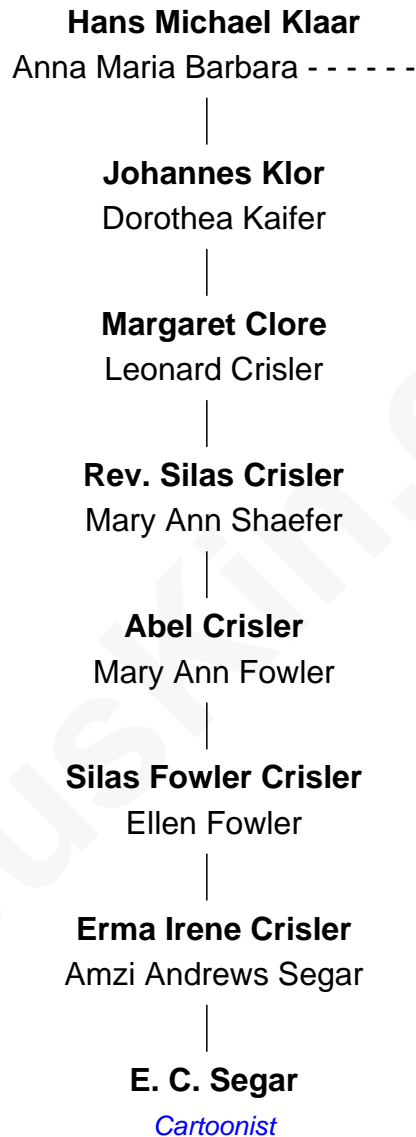 Hans Michael Klaar
Anna Maria Barbara - - - - - -
Johannes Klor
Dorothea Kaifer
Margaret Clore
Leonard Crisler
Rev. Silas Crisler
Mary Ann Shaefer
Abel Crisler
Mary Ann Fowler
Silas Fowler Crisler
Ellen Fowler
Erma Irene Crisler
Amzi Andrews Segar
E. C. Segar
Cartoonist